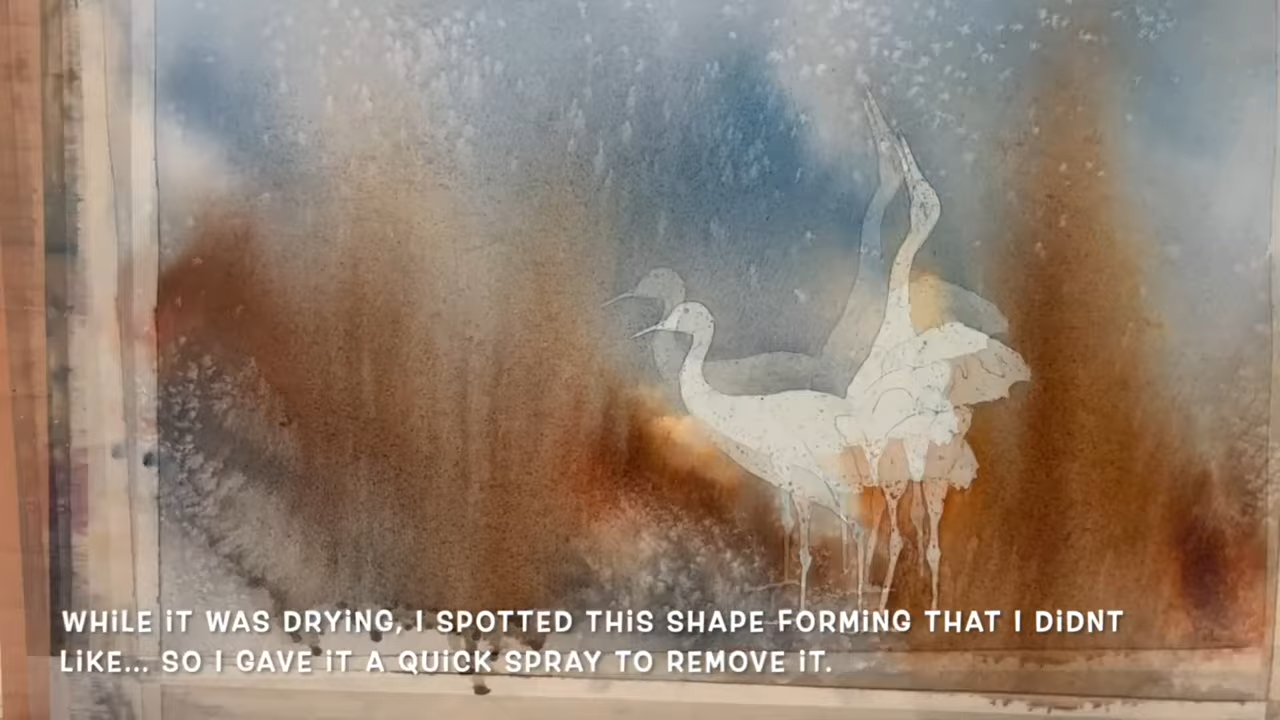 WHiLE iT WAS DRYiNG, I SPOTTED THiS SHAPE FORMiNG THAT I DiDNT
LiKE... SO I GAVE iT A QUiCK SPRAY TO REMOVE iT.